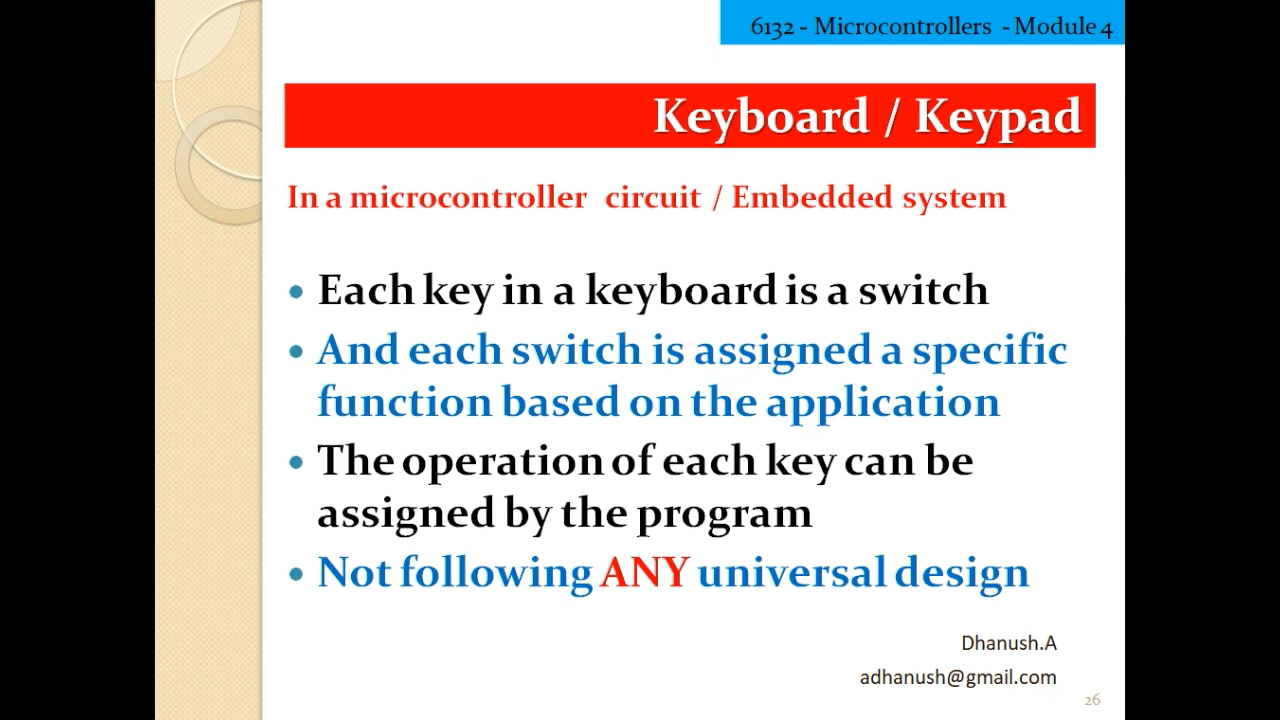 6132 - Microcontrollers - Module 4
Keyboard / Keypad
In a microcontroller circuit / Embedded system
• Each key in a keyboard is a switch
• And each switch is assigned a specific
function based on the application
• The operation of each key can be
assigned by the program
• Not following ANY universal design
Dhanush.A
adhanush@gmail.com
26